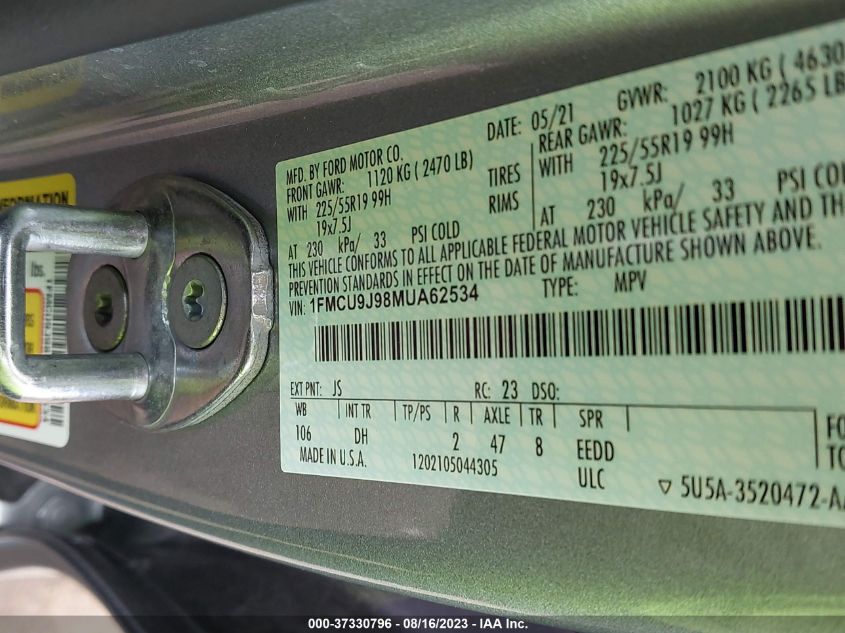 MFD. BY FORD MOTOR CO.
DATE: 05/21
GVWR: 2100 KG ( 4630
FRONT GAWR: 1120 KG ( 2470 LB)
REAR GAWR: 1027 KG ( 2265 LB
WITH 225/55R19 99H
TIRES
WITH 225/55R19 99H
19x7.5J
RIMS
19x7.5J
AT 230 kPa/ 33 PSI COLD
AT 230 kPa/ 33 PSI COL
THIS VEHICLE CONFORMS TO ALL APPLICABLE FEDERAL MOTOR VEHICLE SAFETY AND THE
PREVENTION STANDARDS IN EFFECT ON THE DATE OF MANUFACTURE SHOWN ABOVE.
VIN: 1FMCU9J98MUA62534
TYPE: MPV
EXT PNT: JS RC: 23 DSO:
WB INT TR TP/PS R AXLE TR SPR
106 DH 2 47 8 EEDD
MADE IN U.S.A. 1202105044305 ULC
FO
TO
▽ 5U5A-3520472-A
lbs.
000-37330796 - 08/16/2023 - IAA Inc.